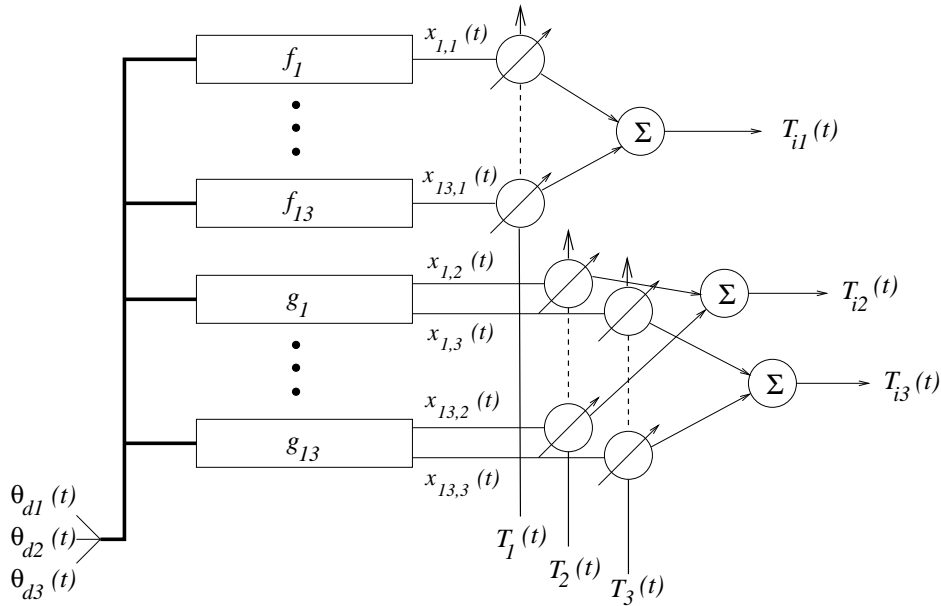 f_1
x_{1,1}(t)
Σ
T_{i1}(t)
f_{13}
x_{13,1}(t)
g_1
x_{1,2}(t)
x_{1,3}(t)
Σ
T_{i2}(t)
Σ
T_{i3}(t)
g_{13}
x_{13,2}(t)
x_{13,3}(t)
θ_{d1}(t)
θ_{d2}(t)
θ_{d3}(t)
T_1(t)
T_2(t)
T_3(t)